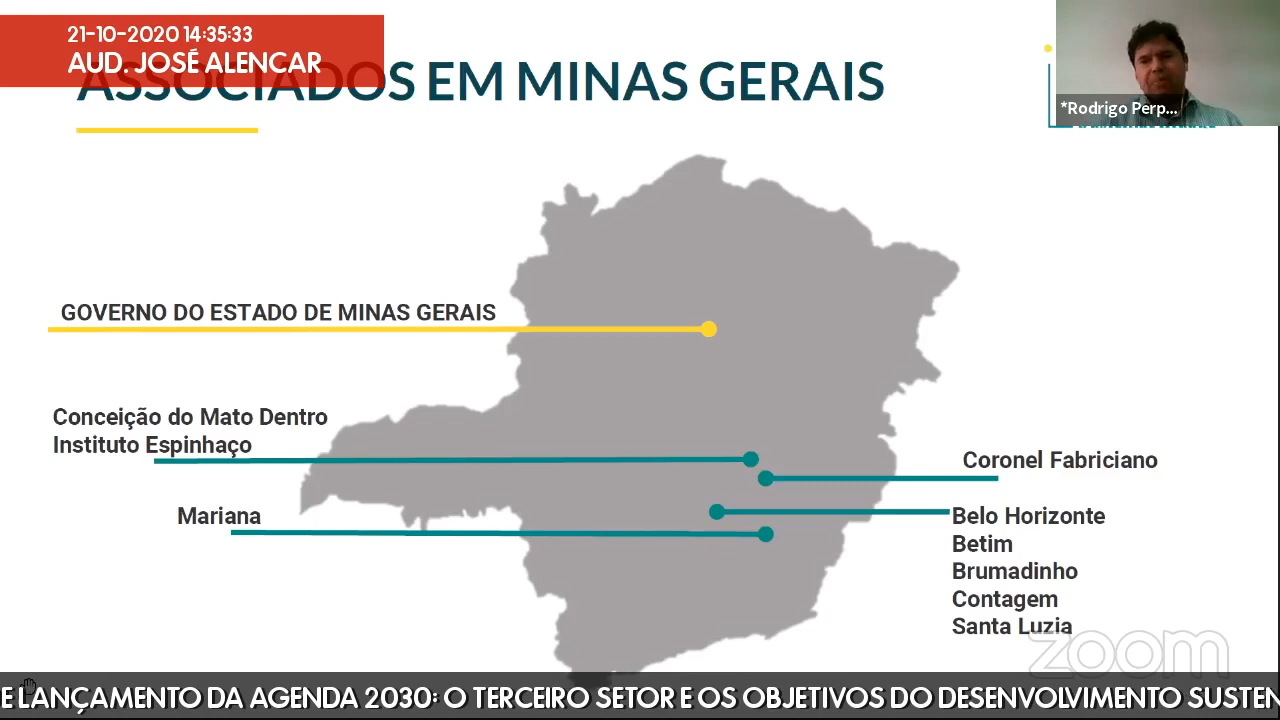 21-10-2020 14:35:33
AUD. JOSÉ ALENCAR
ASSOCIADOS EM MINAS GERAIS
*Rodrigo Perp...
GOVERNO DO ESTADO DE MINAS GERAIS
Conceição do Mato Dentro
Instituto Espinhaço
Coronel Fabriciano
Mariana
Belo Horizonte
Betim
Brumadinho
Contagem
Santa Luzia
zoom
E LANÇAMENTO DA AGENDA 2030: O TERCEIRO SETOR E OS OBJETIVOS DO DESENVOLVIMENTO SUSTEN